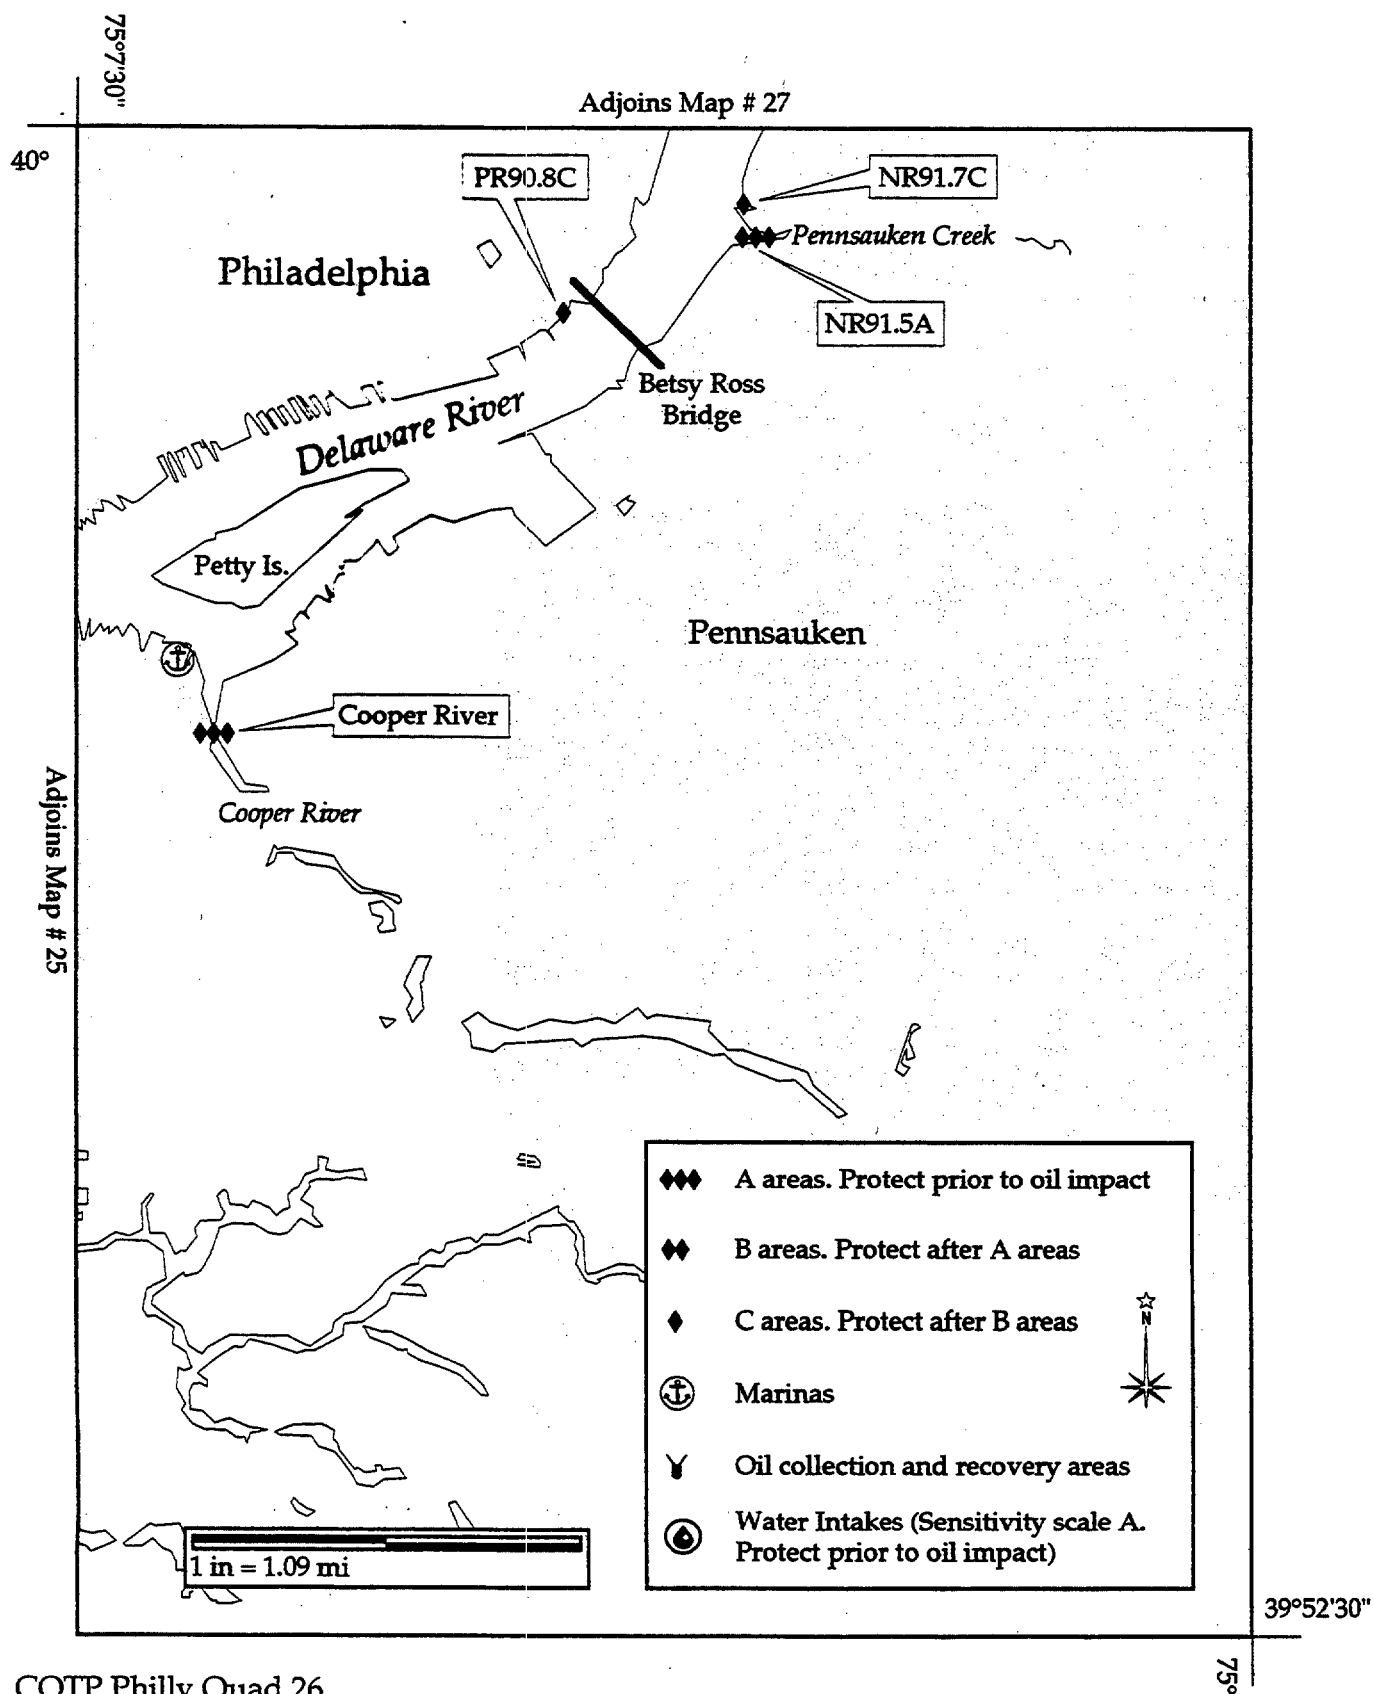 75°7'30"
Adjoins Map # 27
40°
PR90.8C
NR91.7C
Pennsauken Creek
Philadelphia
NR91.5A
Betsy Ross
Bridge
Delaware River
Petty Is.
Pennsauken
Cooper River
Cooper River
Adjoins Map # 25
A areas. Protect prior to oil impact
B areas. Protect after A areas
C areas. Protect after B areas
N
Marinas
Oil collection and recovery areas
Water Intakes (Sensitivity scale A.
Protect prior to oil impact)
1 in = 1.09 mi
39°52'30"
75°
COTP Philly Quad 26